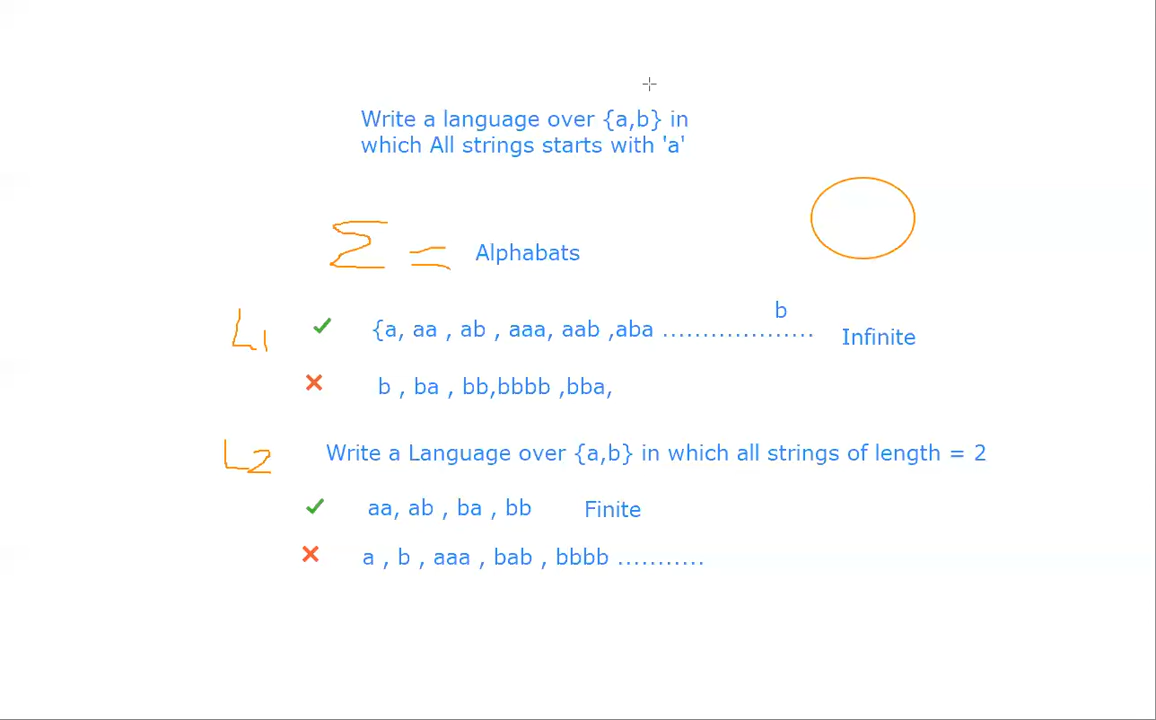 Write a language over {a,b} in
which All strings starts with 'a'
Σ = Alphabats
b
L1 ✓ {a, aa , ab , aaa, aab ,aba ................... Infinite
✗ b , ba , bb,bbbb ,bba,
L2 Write a Language over {a,b} in which all strings of length = 2
✓ aa, ab , ba , bb Finite
✗ a , b , aaa , bab , bbbb ...........